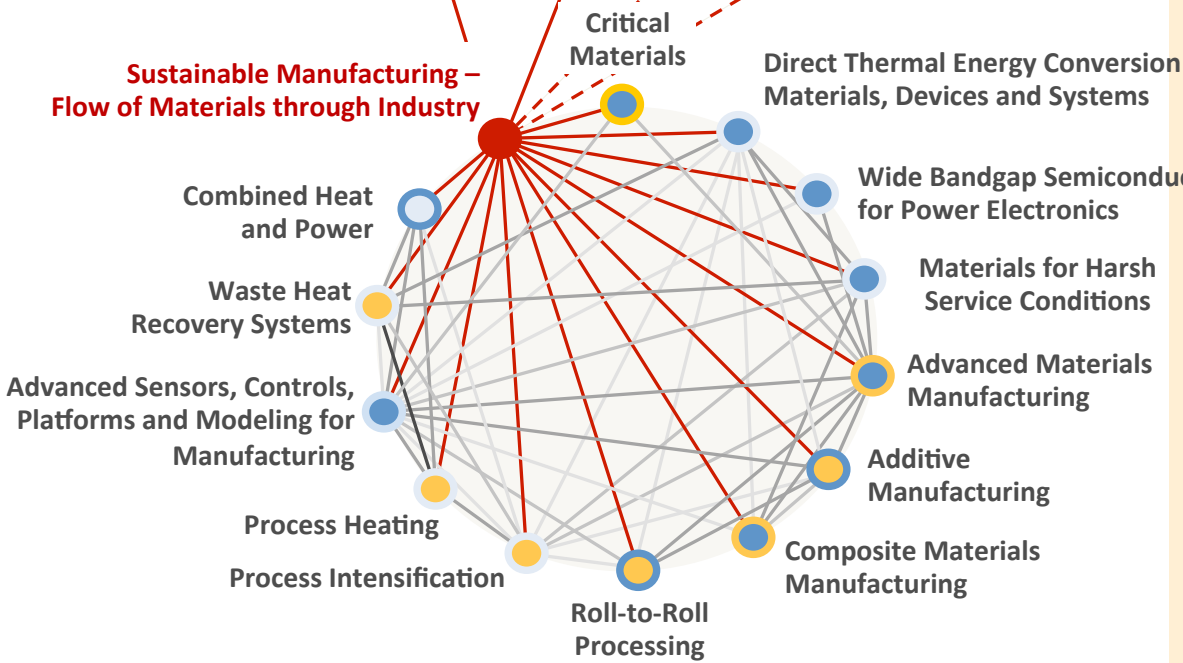 Critical
Materials
Sustainable Manufacturing –
Flow of Materials through Industry
Direct Thermal Energy Conversion
Materials, Devices and Systems
Combined Heat
and Power
Wide Bandgap
for Power Electronics
Waste Heat
Recovery Systems
Materials for Harsh
Service Conditions
Advanced Sensors, Controls,
Platforms and Modeling for
Manufacturing
Advanced Materials
Manufacturing
Additive
Manufacturing
Process Heating
Process Intensification
Composite Materials
Manufacturing
Roll-to-Roll
Processing